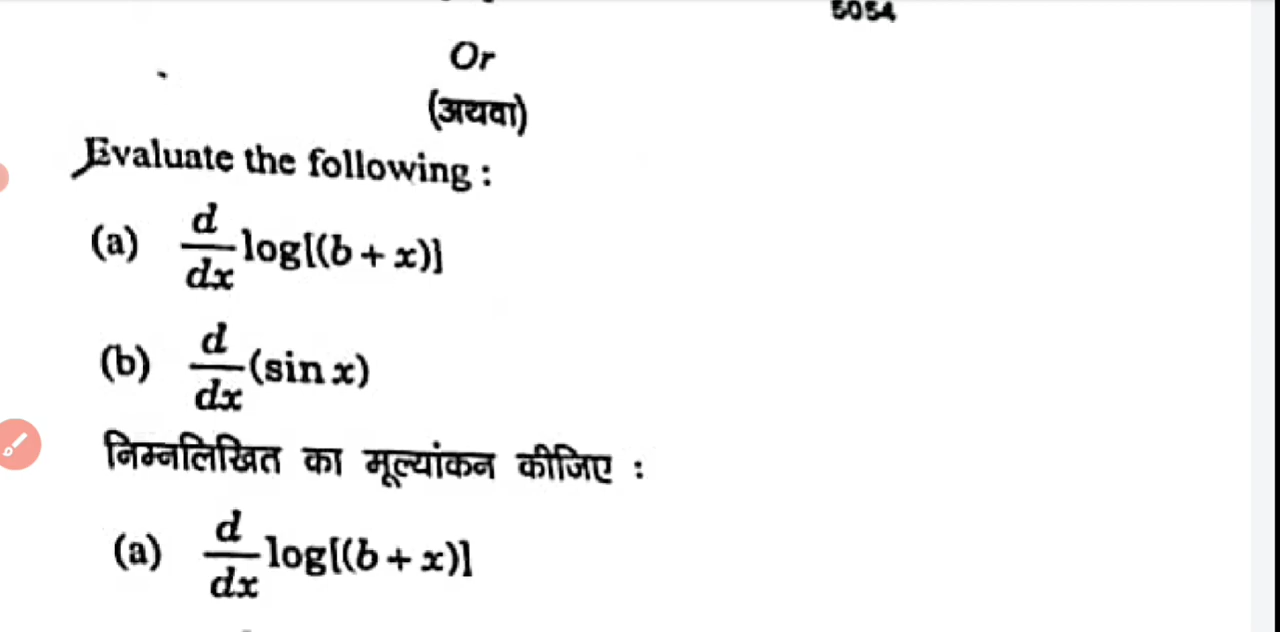 5054
Or
(अथवा)
Evaluate the following :
(a) d/dx log[(b + x)]
(b) d/dx (sin x)
निम्नलिखित का मूल्यांकन कीजिए :
(a) d/dx log[(b + x)]